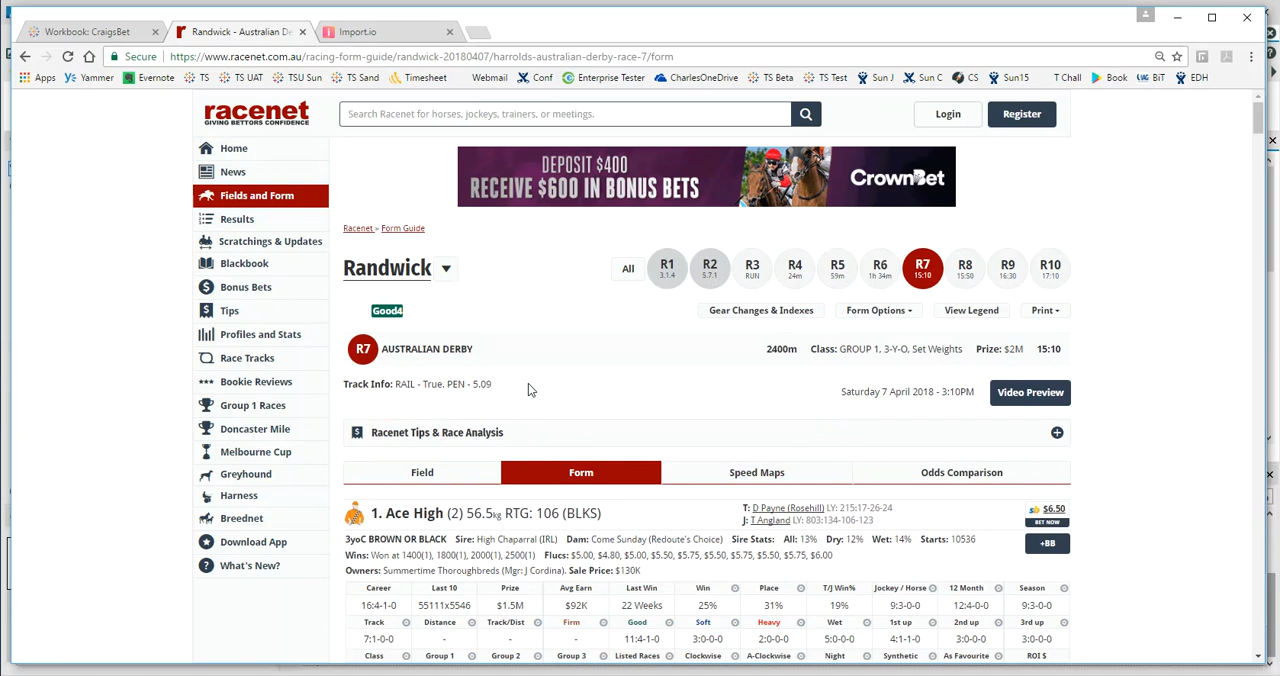 Workbook: CraigsBet
Randwick - Australian De
Import.io
Secure https://www.racenet.com.au/racing-form-guide/randwick-20180407/harrolds-australian-derby-race-7/form
Apps Yammer Evernote TS TS UAT TSU Sun TS Sand Timesheet Webmail Conf Enterprise Tester CharlesOneDrive TS Beta TS Test Sun J Sun C CS Sun15 T Chall Book BiT EDH
racenet
GIVING BETTORS CONFIDENCE
Search Racenet for horses, jockeys, trainers, or meetings.
Login
Register
Home
News
Fields and Form
Results
Scratchings & Updates
Blackbook
Bonus Bets
Tips
Profiles and Stats
Race Tracks
Bookie Reviews
Group 1 Races
Doncaster Mile
Melbourne Cup
Greyhound
Harness
Breednet
Download App
What's New?
DEPOSIT $400
RECEIVE $600 IN BONUS BETS
CrownBet
Racenet » Form Guide
Randwick
All
R1 R2 R3 R4 R5 R6 R7 R8 R9 R10
3.1.4 5.7.1 RUN 24m 59m 1h 34m 15:10 15:50 16:30 17:10
Good4
Gear Changes & Indexes
Form Options
View Legend
Print
R7 AUSTRALIAN DERBY
2400m Class: GROUP 1, 3-Y-O, Set Weights Prize: $2M 15:10
Track Info: RAIL - True. PEN - 5.09
Saturday 7 April 2018 - 3:10PM
Video Preview
Racenet Tips & Race Analysis
Field Form Speed Maps Odds Comparison
1. Ace High (2) 56.5kg RTG: 106 (BLKS)
T: D Payne (Rosehill) LY: 215:17-26-24
J: T Angland LY: 803:134-106-123
sb $6.50
BET NOW
+BB
3yoC BROWN OR BLACK Sire: High Chaparral (IRL) Dam: Come Sunday (Redoute's Choice) Sire Stats: All: 13% Dry: 12% Wet: 14% Starts: 10536
Wins: Won at 1400(1), 1800(1), 2000(1), 2500(1) Flucs: $5.00, $4.80, $5.00, $5.50, $5.75, $5.50, $5.75, $5.50, $5.75, $6.00
Owners: Summertime Thoroughbreds (Mgr: J Cordina). Sale Price: $130K
Career Last 10 Prize Avg Earn Last Win Win Place T/J Win% Jockey / Horse 12 Month Season
16:4-1-0 55111x5546 $1.5M $92K 22 Weeks 25% 31% 19% 9:3-0-0 12:4-0-0 9:3-0-0
Track Distance Track/Dist Firm Good Soft Heavy Wet 1st up 2nd up 3rd up
7:1-0-0 - - - 11:4-1-0 3:0-0-0 2:0-0-0 5:0-0-0 4:1-1-0 3:0-0-0 3:0-0-0
Class Group 1 Group 2 Group 3 Listed Races Clockwise A-Clockwise Night Synthetic As Favourite ROI $